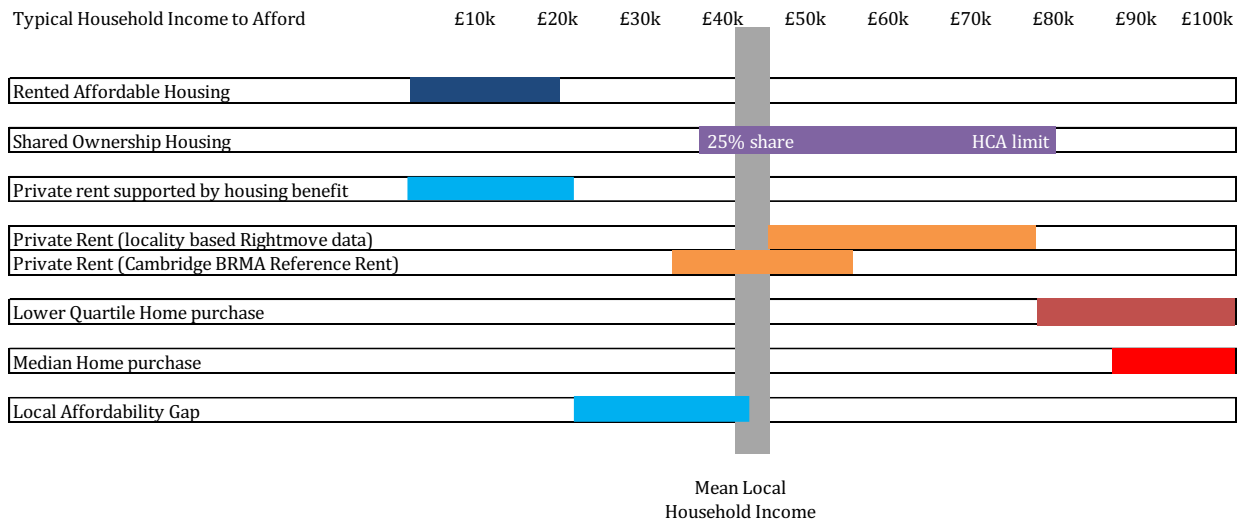 Typical Household Income to Afford £10k £20k £30k £40k £50k £60k £70k £80k £90k £100k
Rented Affordable Housing
Shared Ownership Housing 25% share HCA limit
Private rent supported by housing benefit
Private Rent (locality based Rightmove data)
Private Rent (Cambridge BRMA Reference Rent)
Lower Quartile Home purchase
Median Home purchase
Local Affordability Gap
Mean Local
Household Income